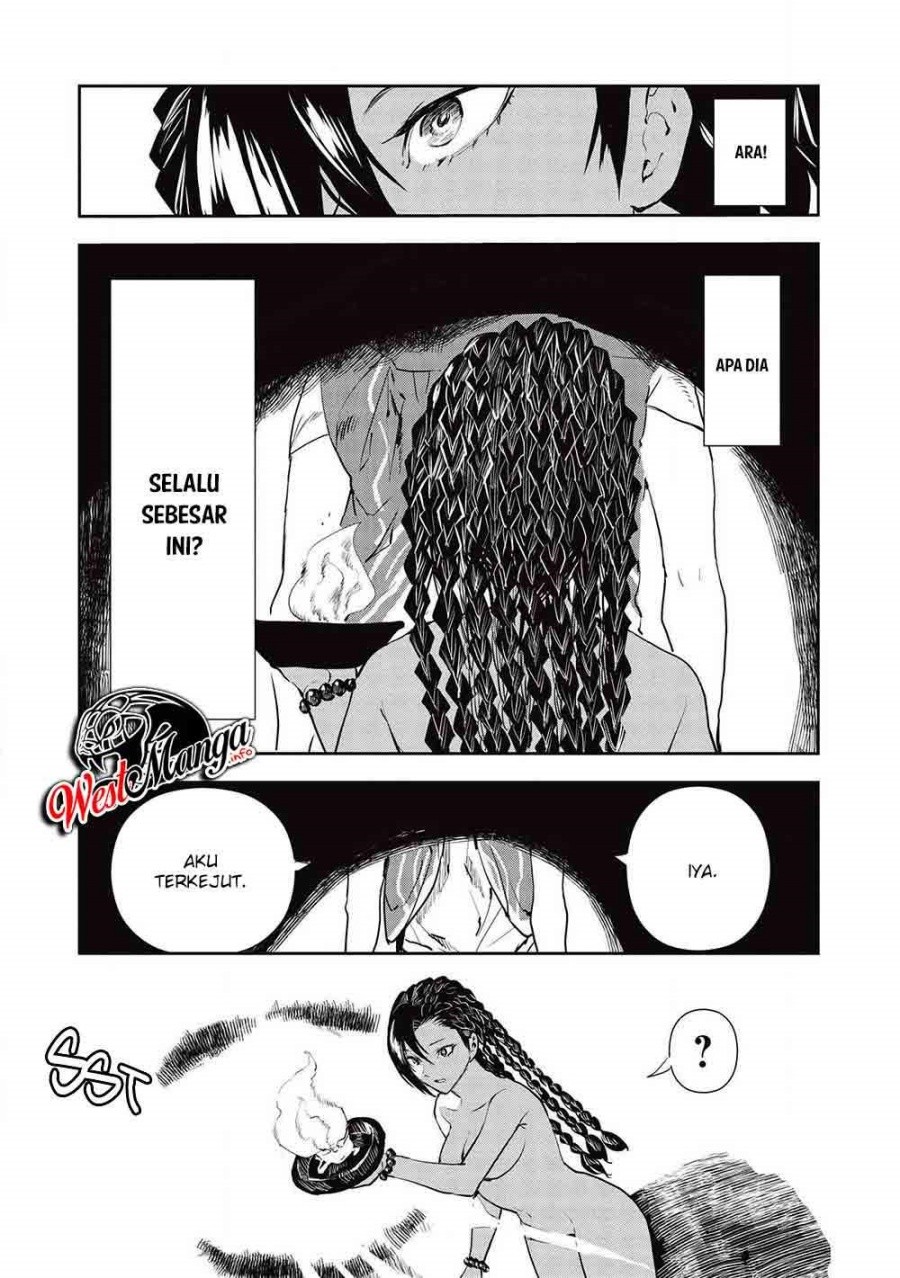 ARA!
APA DIA
SELALU
SEBESAR
INI?
WestManga
.info
IYA.
AKU
TERKEJUT.
SST
?